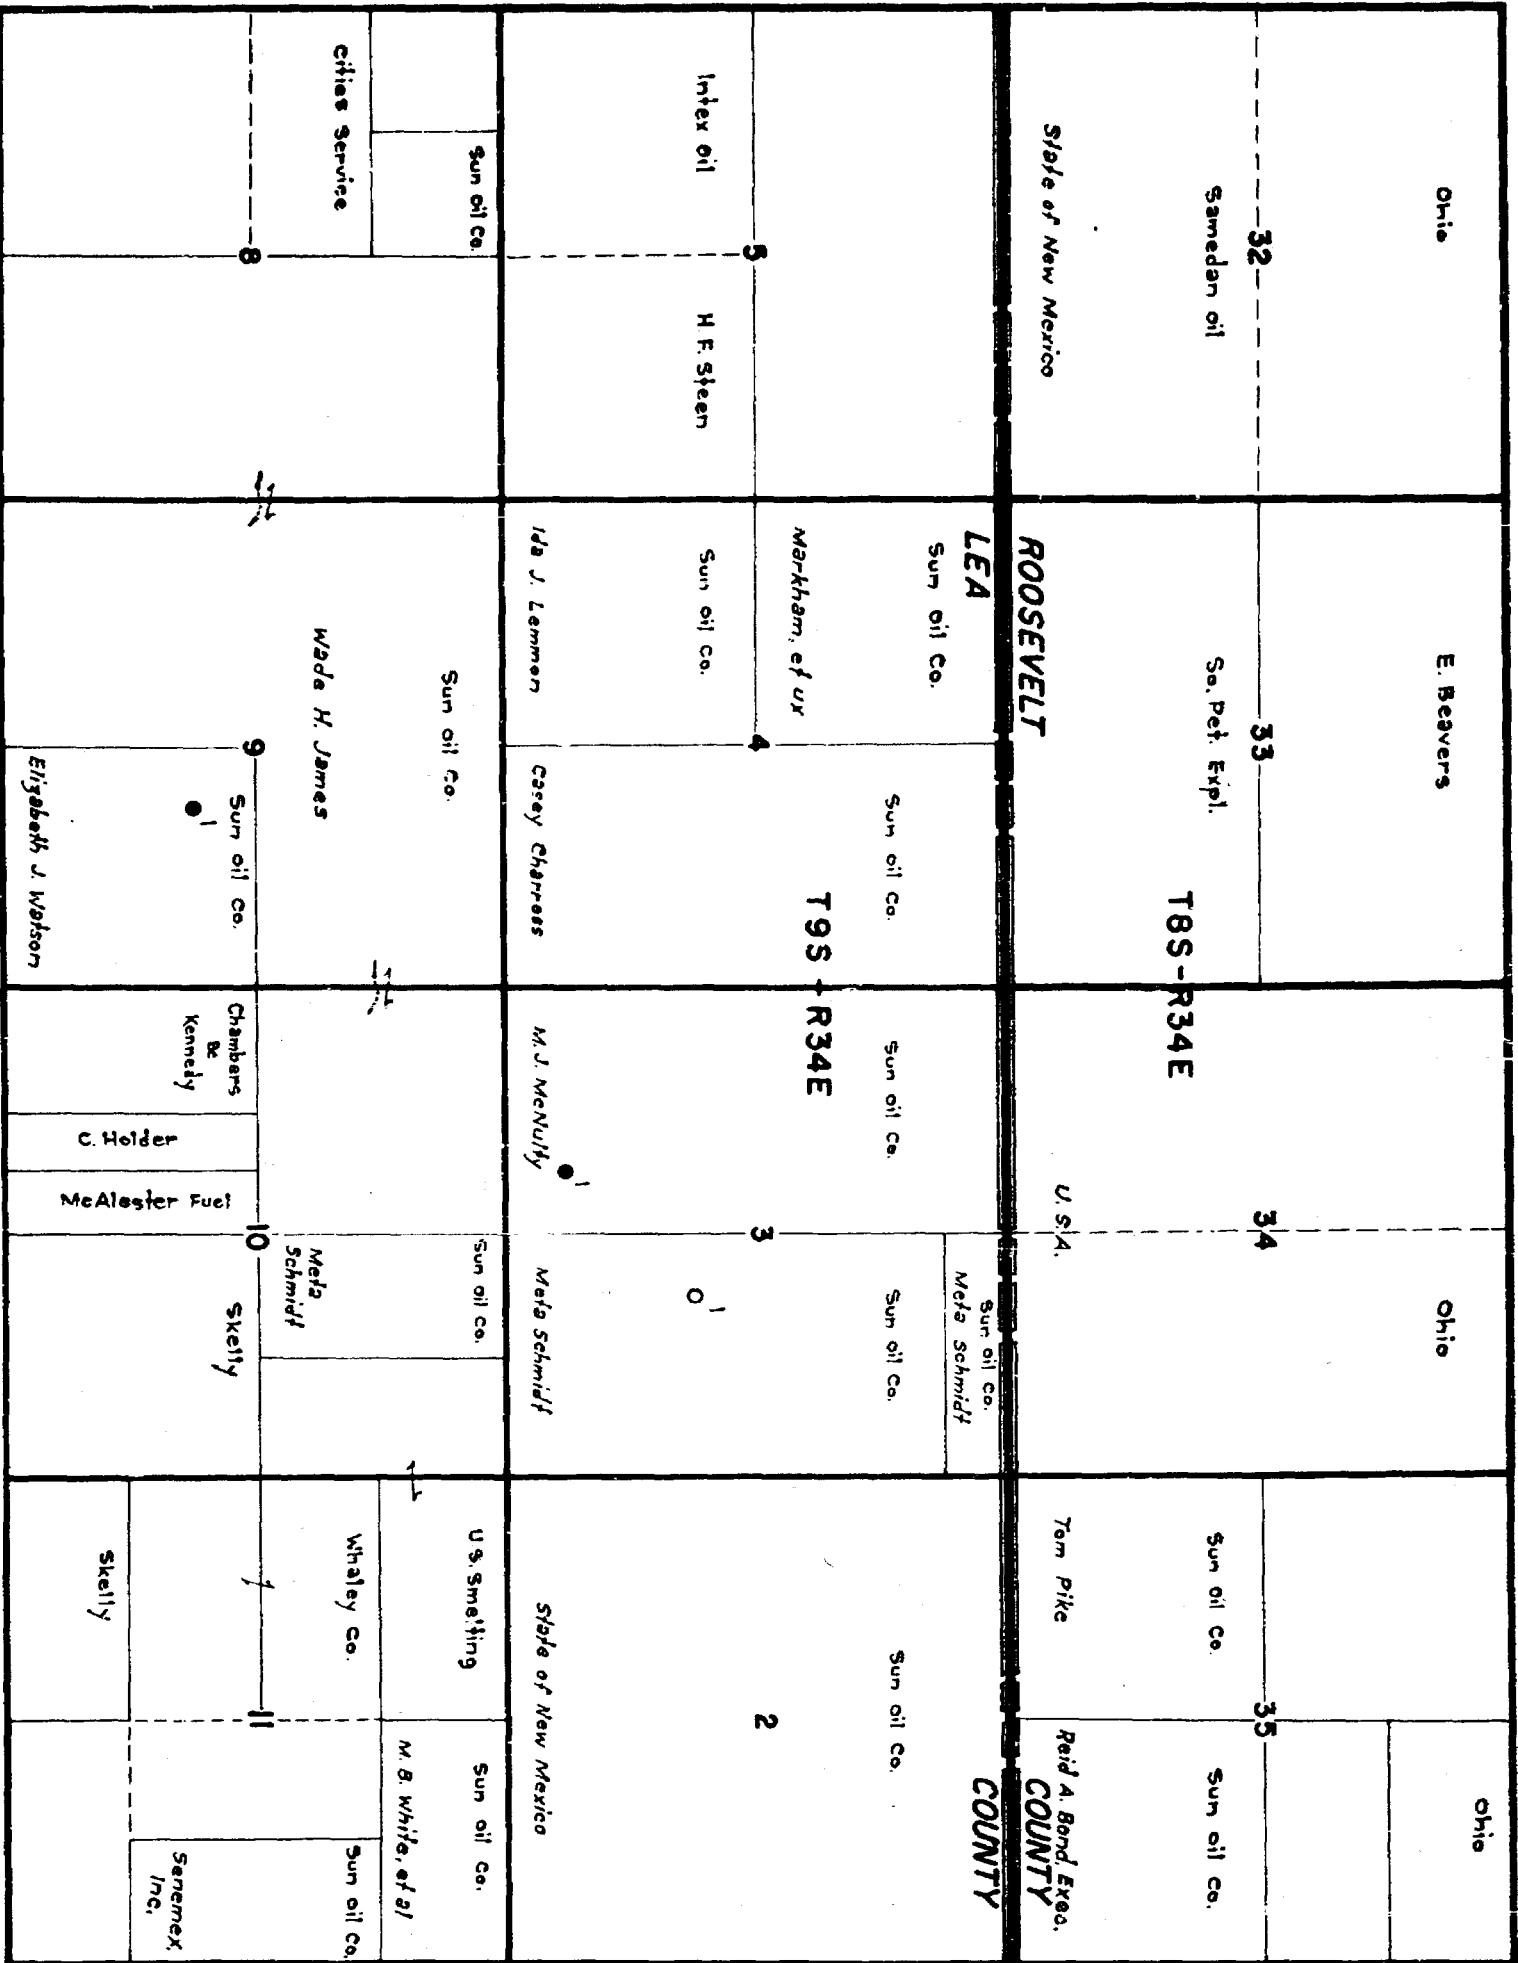 Ohio
32
Samedan Oil
State of New Mexico
E. Beavers
33
So. Pet. Expl.
T8S-R34E
Ohio
34
U.S.A.
Ohio
35
Sun Oil Co.
Tom Pike
Sun Oil Co.
Reid A. Bond, Exec.
ROOSEVELT
COUNTY
LEA
COUNTY
5
Intex Oil
H. F. Steen
Sun Oil Co.
Markham, et ux
4
Sun Oil Co.
Ida J. Lemmon
Sun Oil Co.
Casey Charness
T9S - R34E
Sun Oil Co.
M. J. McNulty
1
3
Sun Oil Co.
Meta Schmidt
Sun Oil Co.
1
Meta Schmidt
Sun Oil Co.
2
State of New Mexico
Sun Oil Co.
Cities Service
8
Sun Oil Co.
Wade H. James
9
Sun Oil Co.
1
Elizabeth J. Watson
Chambers
&
Kennedy
C. Holder
McAlester Fuel
10
Sun Oil Co.
Meta
Schmidt
Skelly
U.S. Smelting
Whaley Co.
11
Skelly
Sun Oil Co.
M. B. White, et al
Sun Oil Co.
Senemex,
Inc.